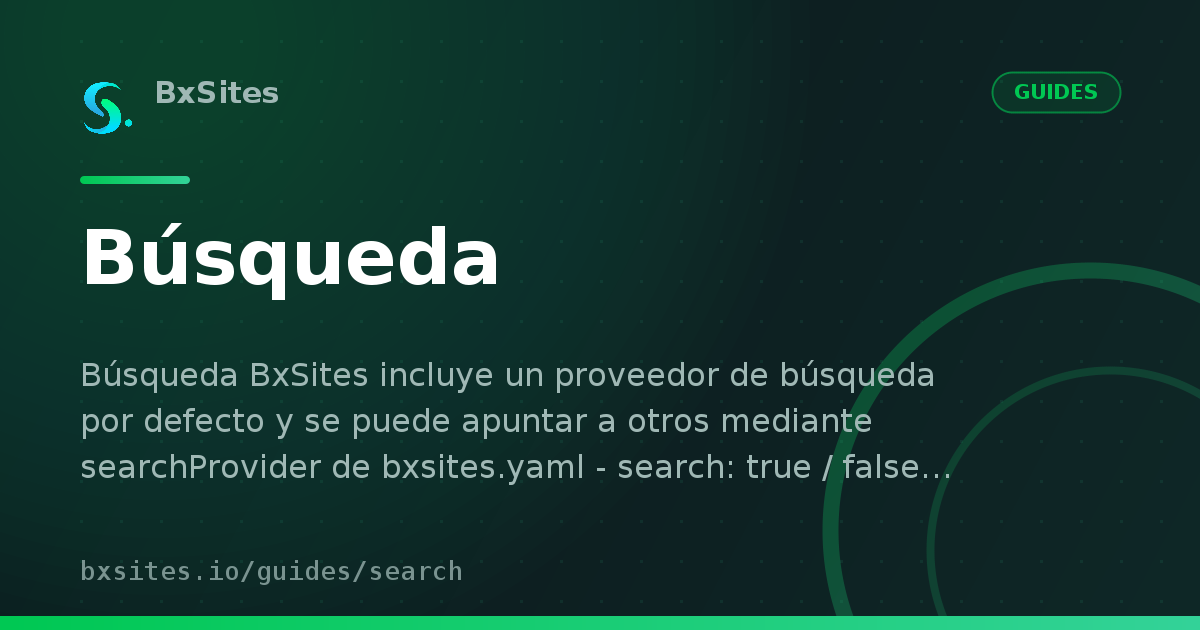 BxSites
GUIDES
Búsqueda
Búsqueda BxSites incluye un proveedor de búsqueda
por defecto y se puede apuntar a otros mediante
searchProvider de bxsites.yaml - search: true / false…
bxsites.io/guides/search